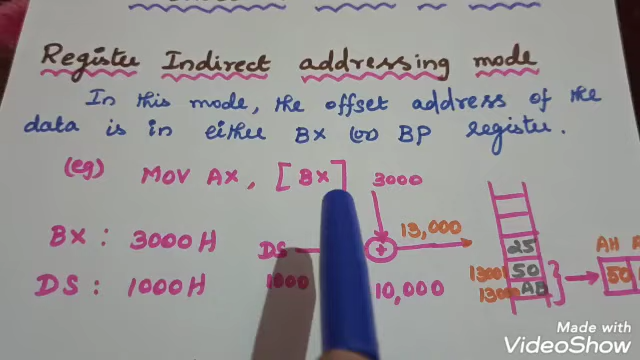 Register Indirect addressing mode
In this mode, the offset address of the
data is in either BX (or) BP register.
(eg) MOV AX, [BX] 3000
BX : 3000H
DS 13,000
25
AH
DS : 1000H
1000 10,000
13001 50
50
13000 AB
Made with
VideoShow